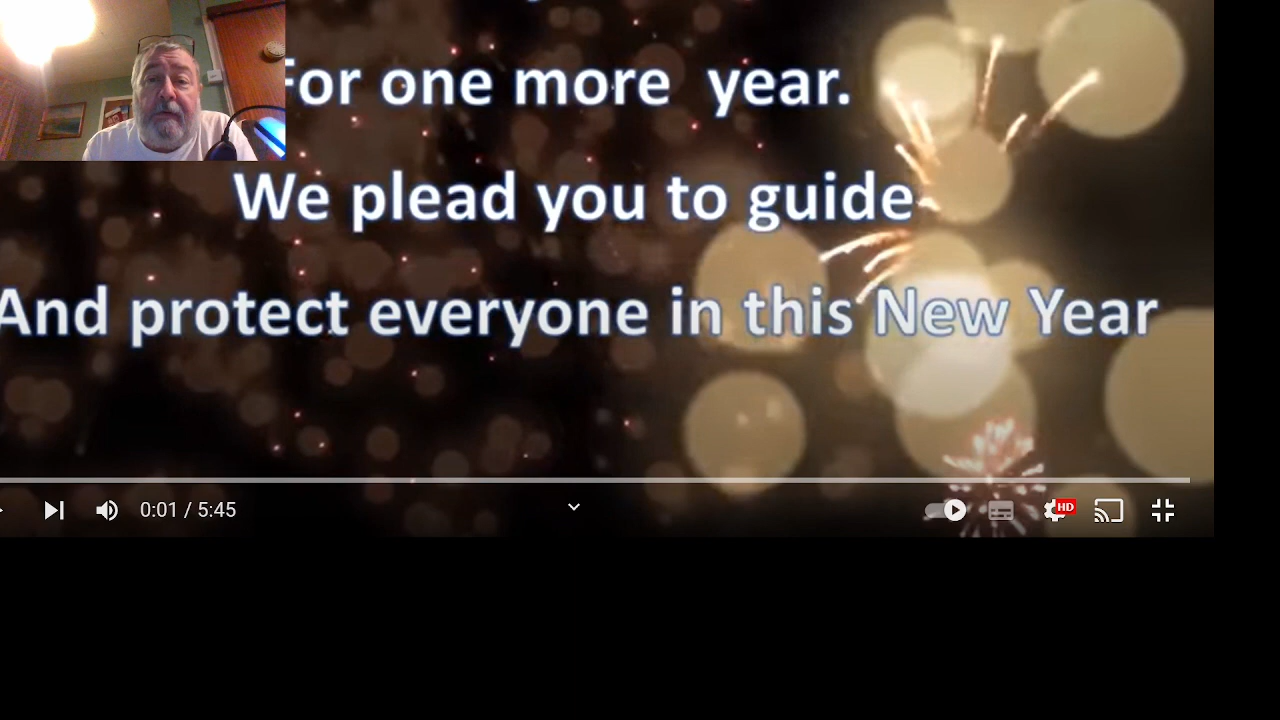 For one more year.
We plead you to guide
And protect everyone in this New Year
0:01 / 5:45
HD